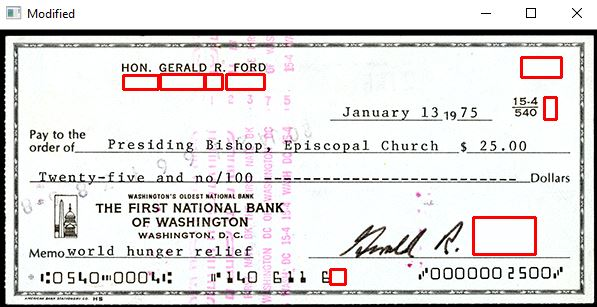 Modified
HON. GERALD R. FORD
January 13 1975
15-4
540
Pay to the
order of Presiding Bishop, Episcopal Church $ 25.00
Twenty-five and no/100 Dollars
WASHINGTON'S OLDEST NATIONAL BANK
THE FIRST NATIONAL BANK
OF WASHINGTON
WASHINGTON, D. C.
Memo world hunger relief
Gerald R.
0540 0004 140 611 0000002500
AMERICAN BANK STATIONERY CO. HS